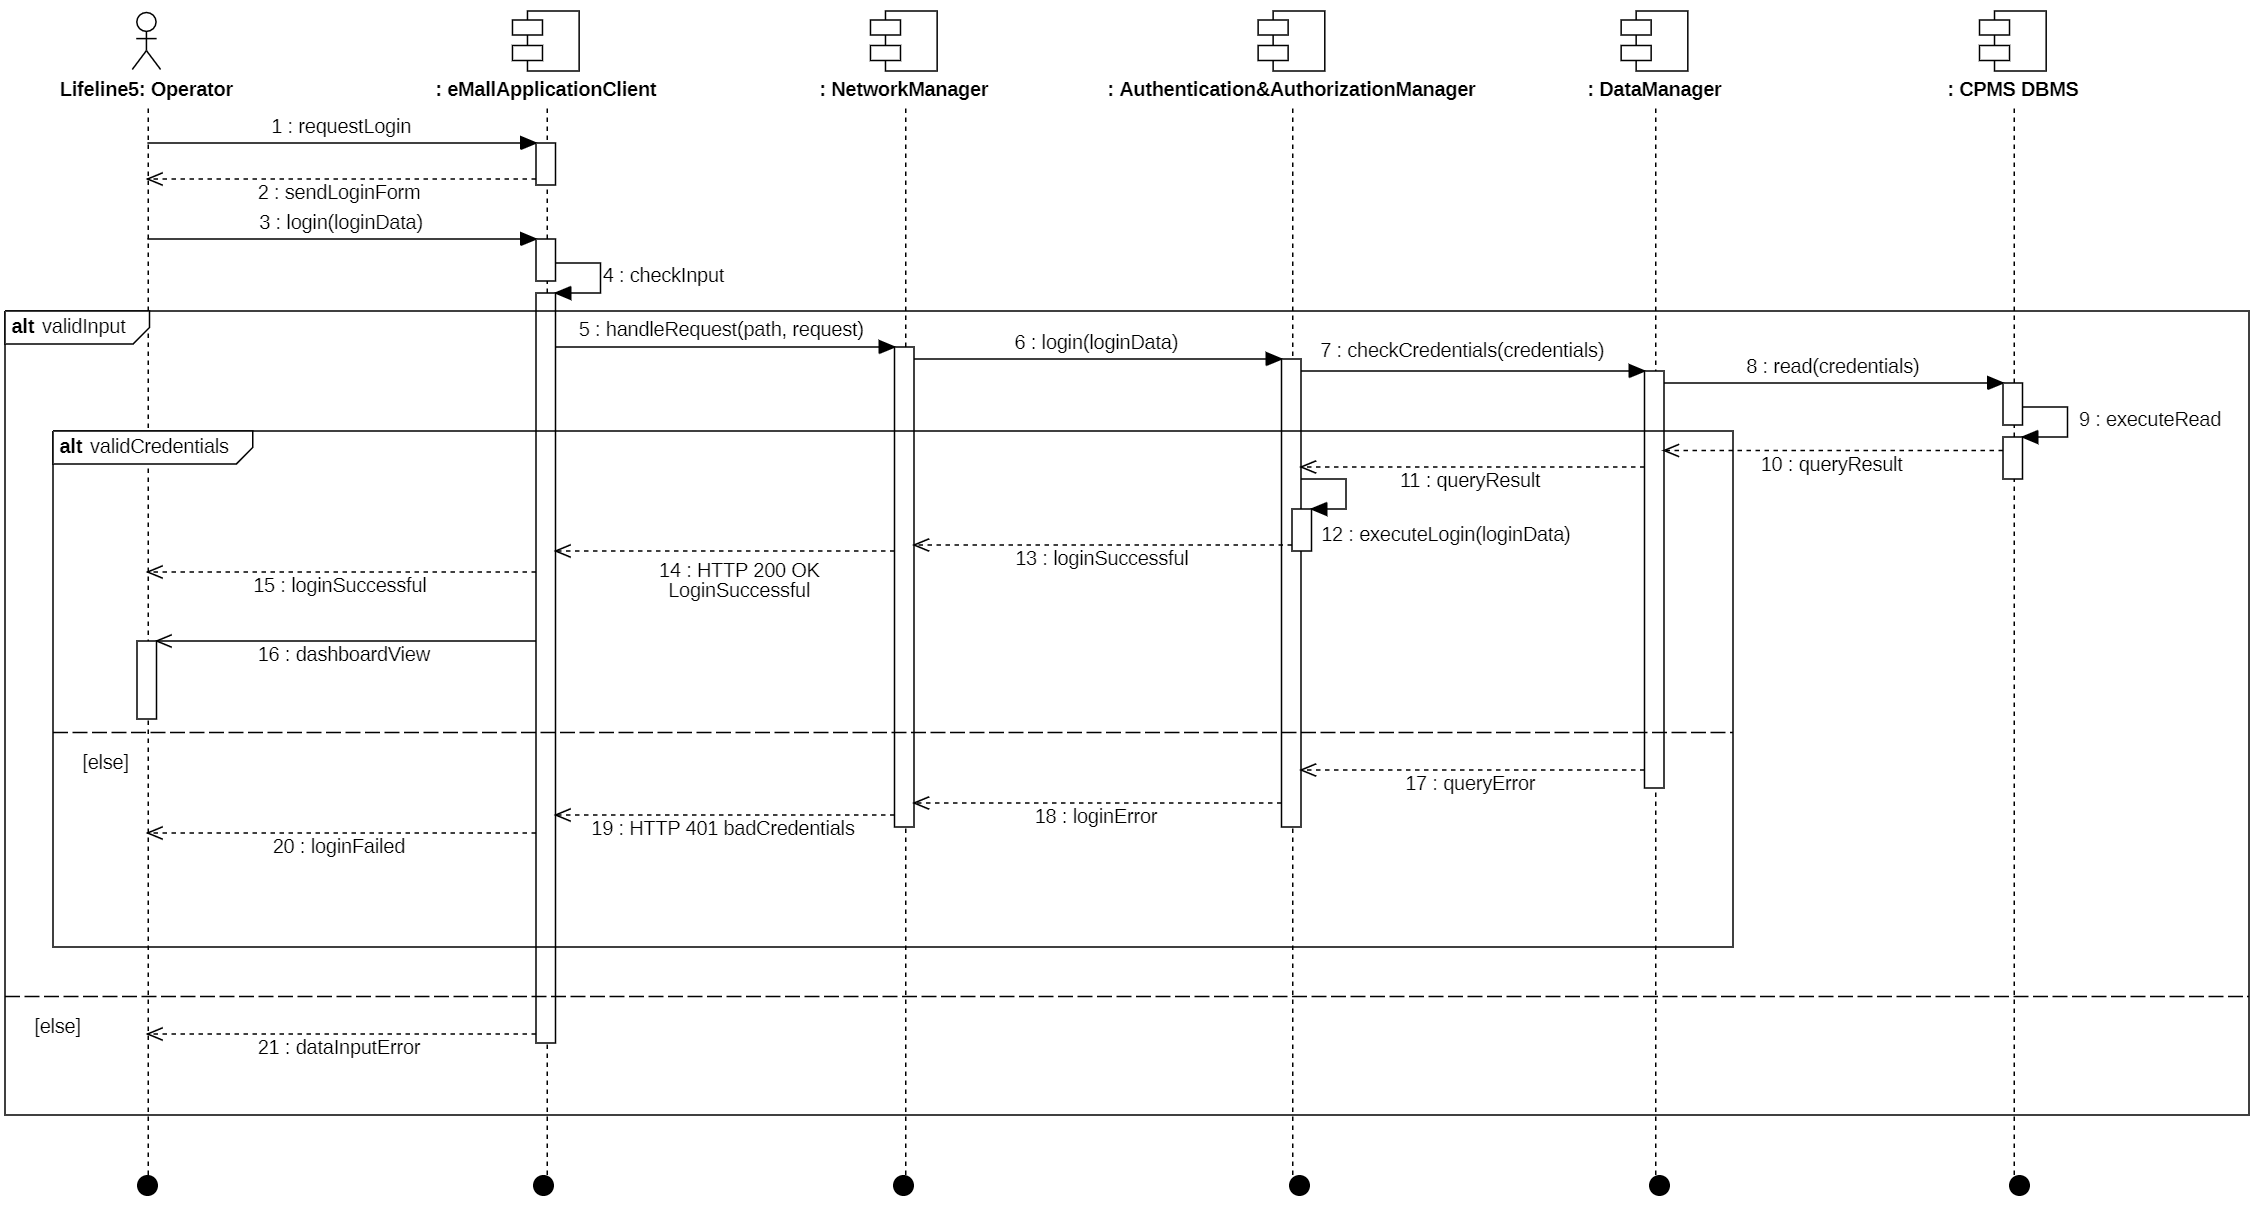 Lifeline5: Operator
: eMallApplicationClient
: NetworkManager
: Authentication&AuthorizationManager
: DataManager
: CPMS DBMS
1 : requestLogin
2 : sendLoginForm
3 : login(loginData)
4 : checkInput
alt validInput
5 : handleRequest(path, request)
6 : login(loginData)
7 : checkCredentials(credentials)
8 : read(credentials)
9 : executeRead
alt validCredentials
10 : queryResult
11 : queryResult
12 : executeLogin(loginData)
13 : loginSuccessful
14 : HTTP 200 OK
LoginSuccessful
15 : loginSuccessful
16 : dashboardView
[else]
17 : queryError
18 : loginError
19 : HTTP 401 badCredentials
20 : loginFailed
[else]
21 : dataInputError